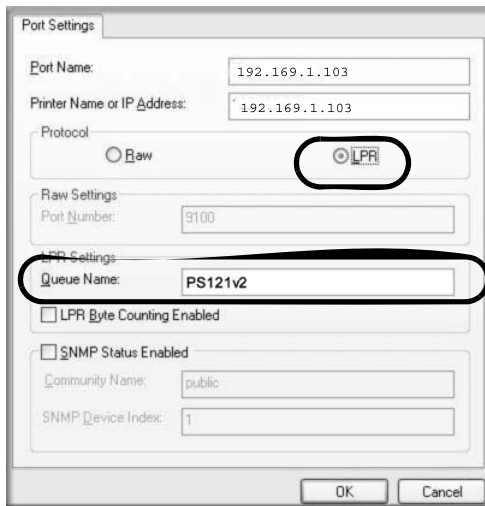 Port Settings
Port Name: 192.169.1.103
Printer Name or IP Address: 192.169.1.103
Protocol
Raw LPR
Raw Settings
Port Number: 9100
LPR Settings
Queue Name: PS121v2
LPR Byte Counting Enabled
SNMP Status Enabled
Community Name: public
SNMP Device Index: 1
OK Cancel